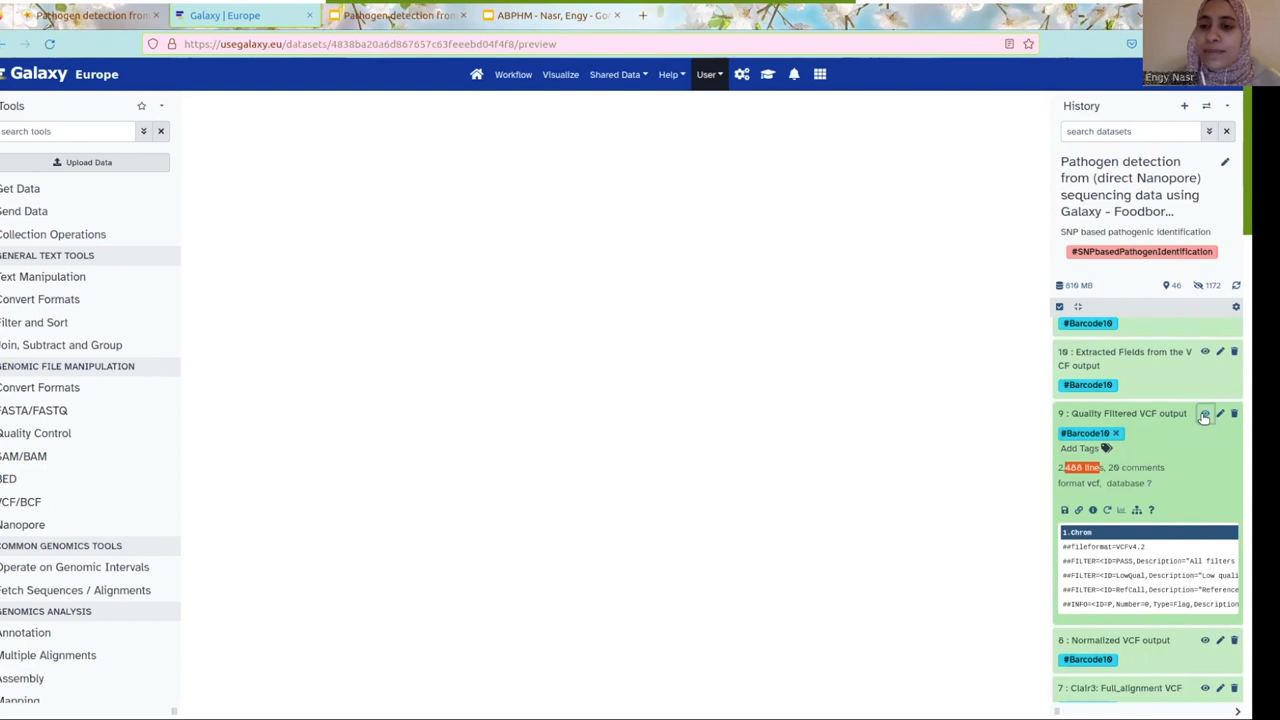 Pathogen detection from
Galaxy | Europe
Pathogen detection from
ABPHM - Nasr, Engy - Go
https://usegalaxy.eu/datasets/4838ba20a6d867657c63feeebd04f4f8/preview
Engy Nasr
Galaxy Europe
Workflow
Visualize
Shared Data
Help
User
Tools
search tools
Upload Data
Get Data
Send Data
Collection Operations
GENERAL TEXT TOOLS
Text Manipulation
Convert Formats
Filter and Sort
Join, Subtract and Group
GENOMIC FILE MANIPULATION
Convert Formats
FASTA/FASTQ
Quality Control
SAM/BAM
BED
VCF/BCF
Nanopore
COMMON GENOMICS TOOLS
Operate on Genomic Intervals
Fetch Sequences / Alignments
GENOMICS ANALYSIS
Annotation
Multiple Alignments
Assembly
Mapping
History
search datasets
Pathogen detection
from (direct Nanopore)
sequencing data using
Galaxy - Foodbor...
SNP based pathogenic identification
#SNPbasedPathogenIdentification
810 MB
46
1172
#Barcode10
10 : Extracted Fields from the V
CF output
#Barcode10
9 : Quality Filtered VCF output
#Barcode10
Add Tags
2,488 lines, 20 comments
format vcf, database ?
1.Chrom
##fileformat=VCFv4.2
##FILTER=<ID=PASS,Description="All filters
##FILTER=<ID=LowQual,Description="Low quali
##FILTER=<ID=RefCall,Description="Reference
##INFO=<ID=P,Number=0,Type=Flag,Description
8 : Normalized VCF output
#Barcode10
7 : Clair3: Full_alignment VCF